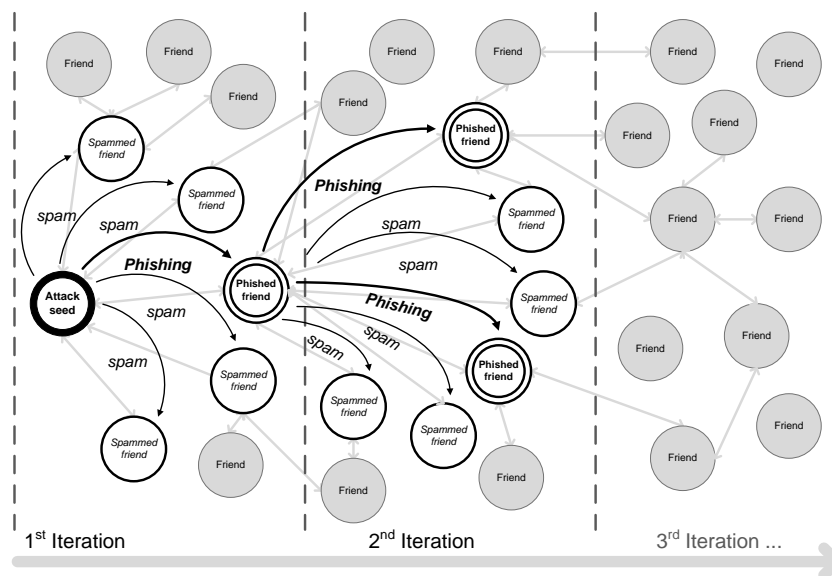 Friend
Friend
Friend
Spammed
friend
Spammed
friend
spam
spam
Phishing
Attack
seed
Phished
friend
spam
spam
Spammed
friend
Spammed
friend
Friend
1st Iteration
Friend
Friend
Friend
Phished
friend
Phishing
spam
Spammed
friend
spam
Spammed
friend
Phishing
spam
spam
Phished
friend
Spammed
friend
Spammed
friend
Friend
Friend
2nd Iteration
Friend
Friend
Friend
Friend
Friend
Friend
Friend
Friend
Friend
Friend
3rd Iteration ...